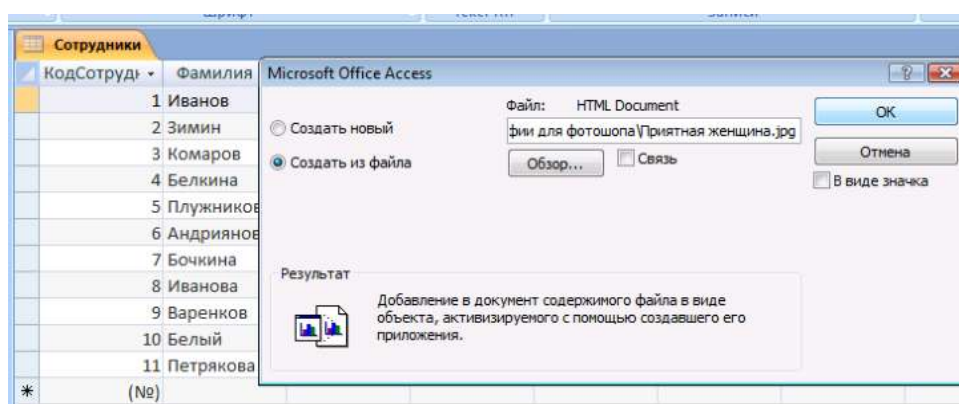 Сотрудники
КодСотрудн
Фамилия
1 Иванов
2 Зимин
3 Комаров
4 Белкина
5 Плужников
6 Андриянов
7 Бочкина
8 Иванова
9 Варенков
10 Белый
11 Петрякова
(№)
Microsoft Office Access
Создать новый
Создать из файла
Файл: HTML Document
фии для фотошопа\Приятная женщина.jpg
Обзор...
Связь
OK
Отмена
В виде значка
Результат
Добавление в документ содержимого файла в виде
объекта, активизируемого с помощью создавшего его
приложения.